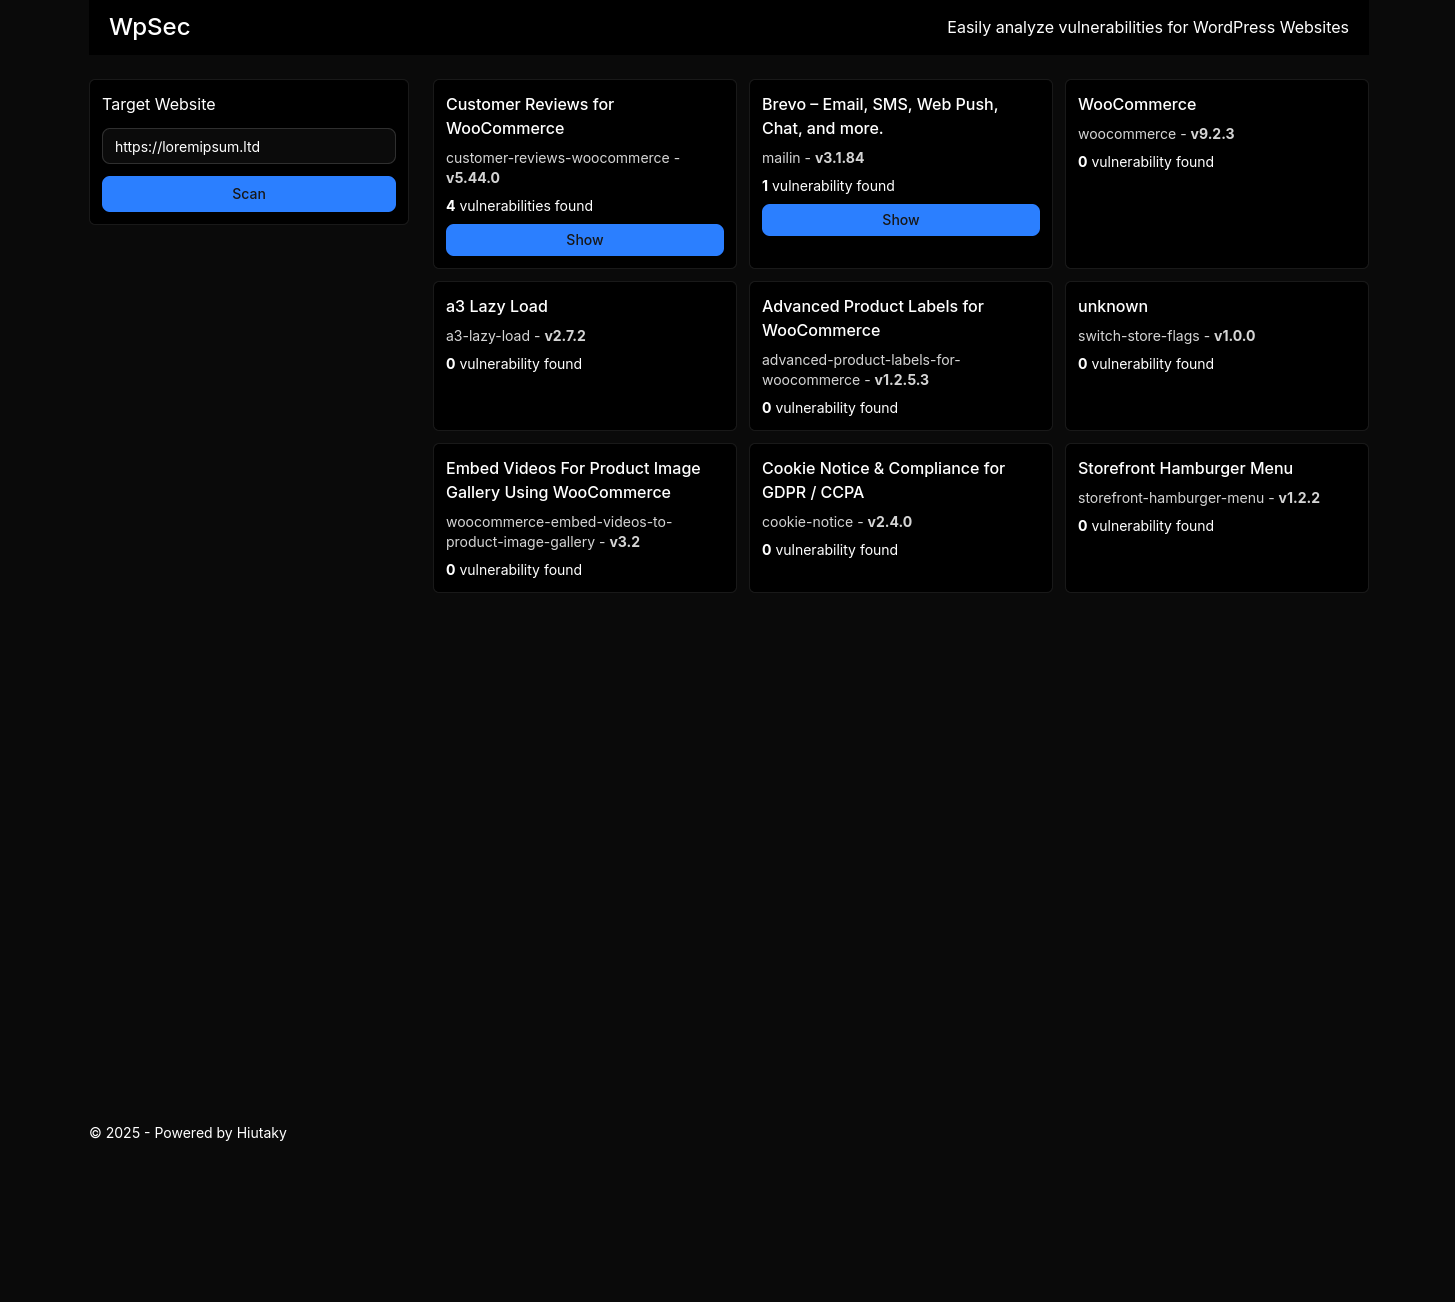 WpSec
Easily analyze vulnerabilities for WordPress Websites
Target Website
https://loremipsum.ltd
Scan
Customer Reviews for
WooCommerce
customer-reviews-woocommerce -
v5.44.0
4 vulnerabilities found
Show
Brevo – Email, SMS, Web Push,
Chat, and more.
mailin - v3.1.84
1 vulnerability found
Show
WooCommerce
woocommerce - v9.2.3
0 vulnerability found
a3 Lazy Load
a3-lazy-load - v2.7.2
0 vulnerability found
Advanced Product Labels for
WooCommerce
advanced-product-labels-for-
woocommerce - v1.2.5.3
0 vulnerability found
unknown
switch-store-flags - v1.0.0
0 vulnerability found
Embed Videos For Product Image
Gallery Using WooCommerce
woocommerce-embed-videos-to-
product-image-gallery - v3.2
0 vulnerability found
Cookie Notice & Compliance for
GDPR / CCPA
cookie-notice - v2.4.0
0 vulnerability found
Storefront Hamburger Menu
storefront-hamburger-menu - v1.2.2
0 vulnerability found
© 2025 - Powered by Hiutaky